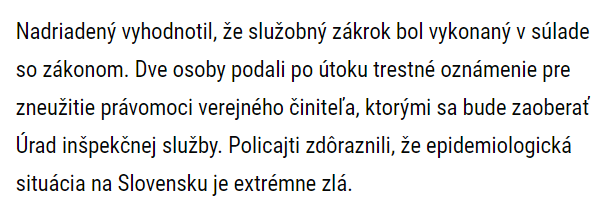 Nadriadený vyhodnotil, že služobný zákrok bol vykonaný v súlade
so zákonom. Dve osoby podali po útoku trestné oznámenie pre
zneužitie právomoci verejného činiteľa, ktorými sa bude zaoberať
Úrad inšpekčnej služby. Policajti zdôraznili, že epidemiologická
situácia na Slovensku je extrémne zlá.